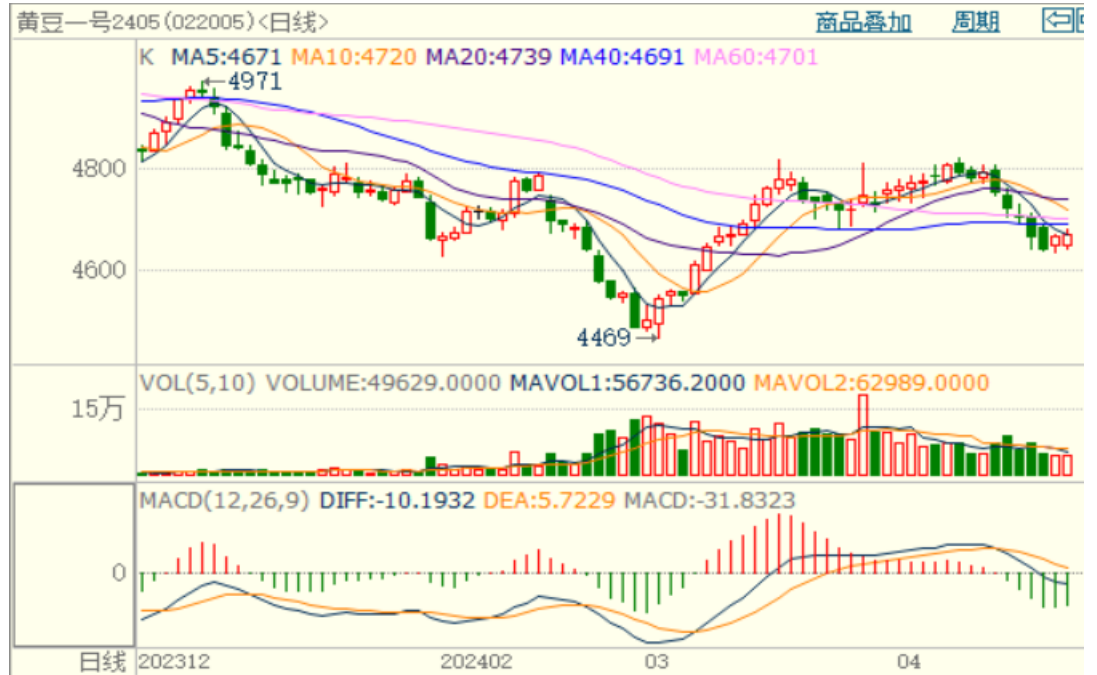 黄豆一号2405(022005)<日线> 商品叠加 周期
K MA5:4671 MA10:4720 MA20:4739 MA40:4691 MA60:4701
4971
4800
4600
4469
VOL(5,10) VOLUME:49629.0000 MAVOL1:56736.2000 MAVOL2:62989.0000
15万
MACD(12,26,9) DIFF:-10.1932 DEA:5.7229 MACD:-31.8323
0
日线 202312 202402 03 04